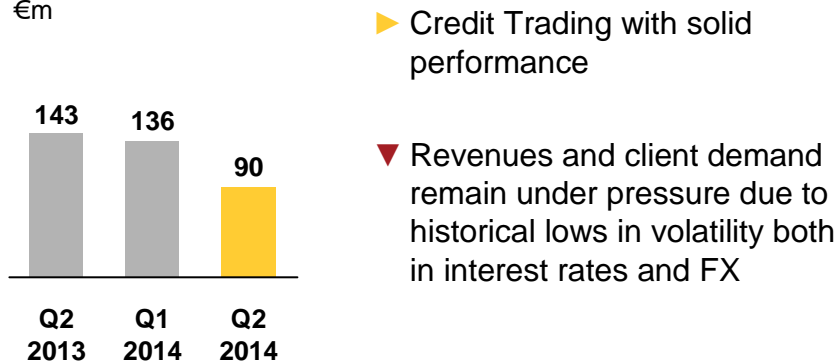 €m
143
136
90
Q2 2013
Q1 2014
Q2 2014
Credit Trading with solid
performance
Revenues and client demand
remain under pressure due to
historical lows in volatility both
in interest rates and FX